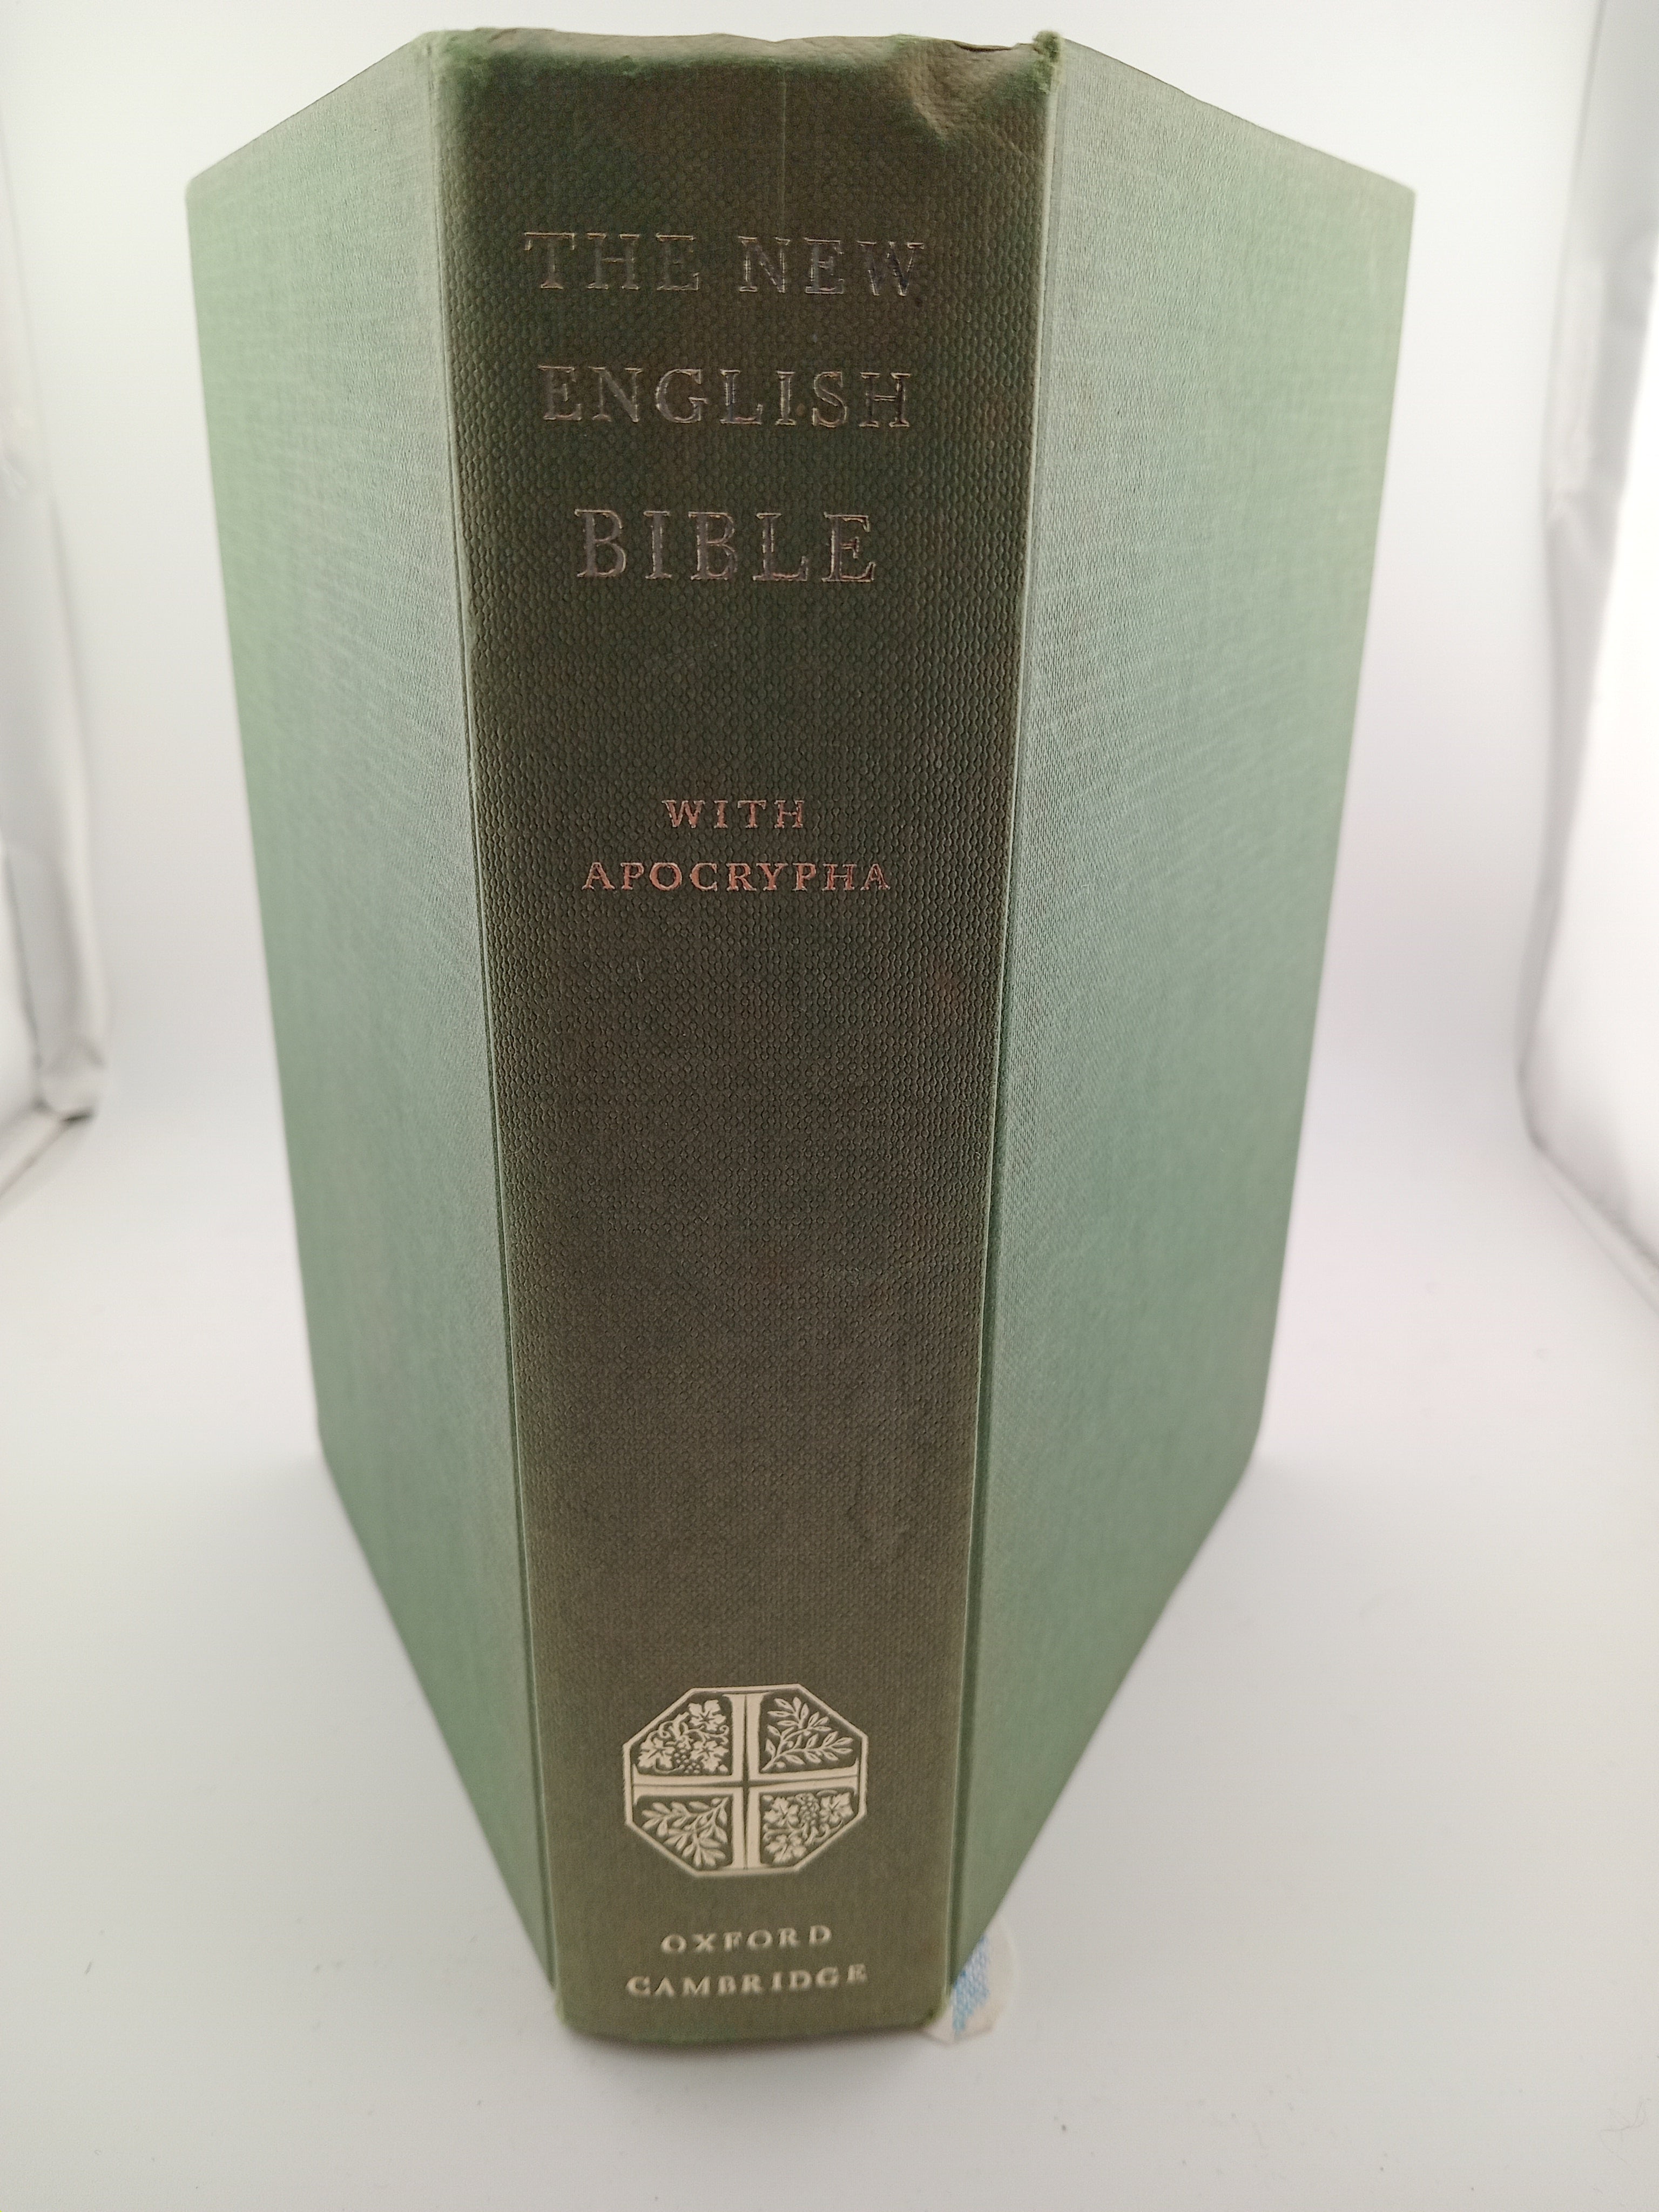 THE NEW
ENGLISH
BIBLE
WITH
APOCRYPHA
OXFORD
CAMBRIDGE